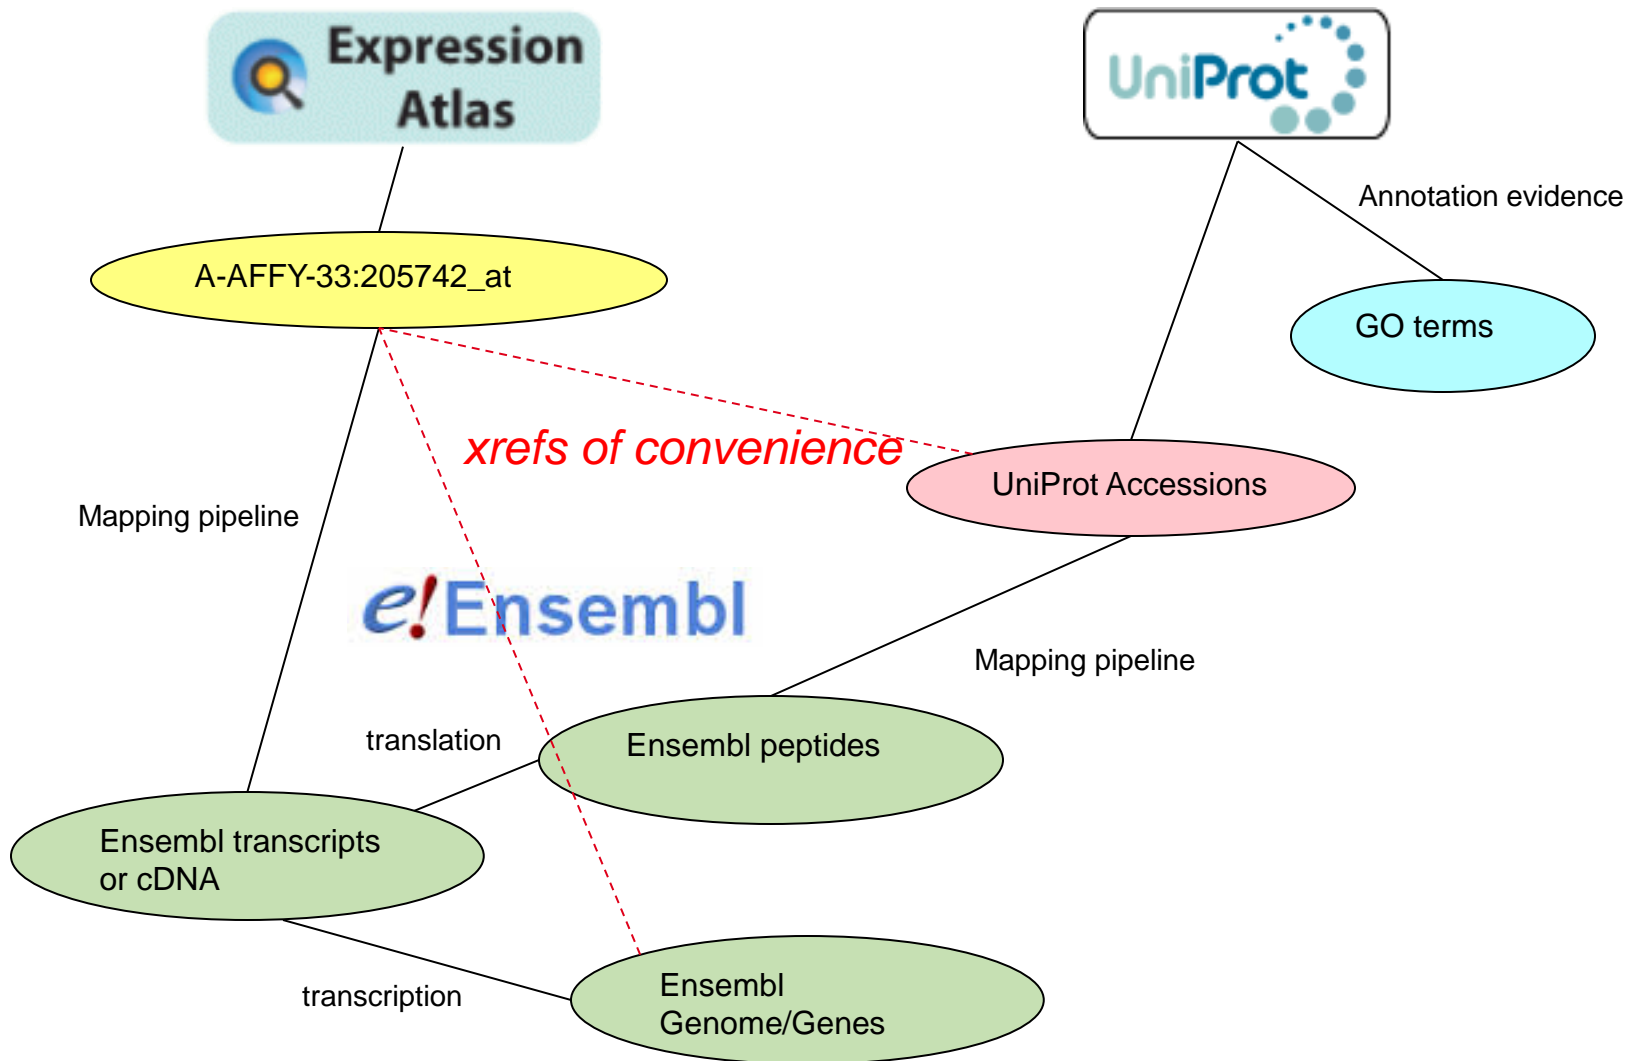 Expression
Atlas
UniProt
Annotation evidence
A-AFFY-33:205742_at
GO terms
xrefs of convenience
UniProt Accessions
Mapping pipeline
e!Ensembl
Mapping pipeline
translation
Ensembl peptides
Ensembl transcripts
or cDNA
transcription
Ensembl
Genome/Genes